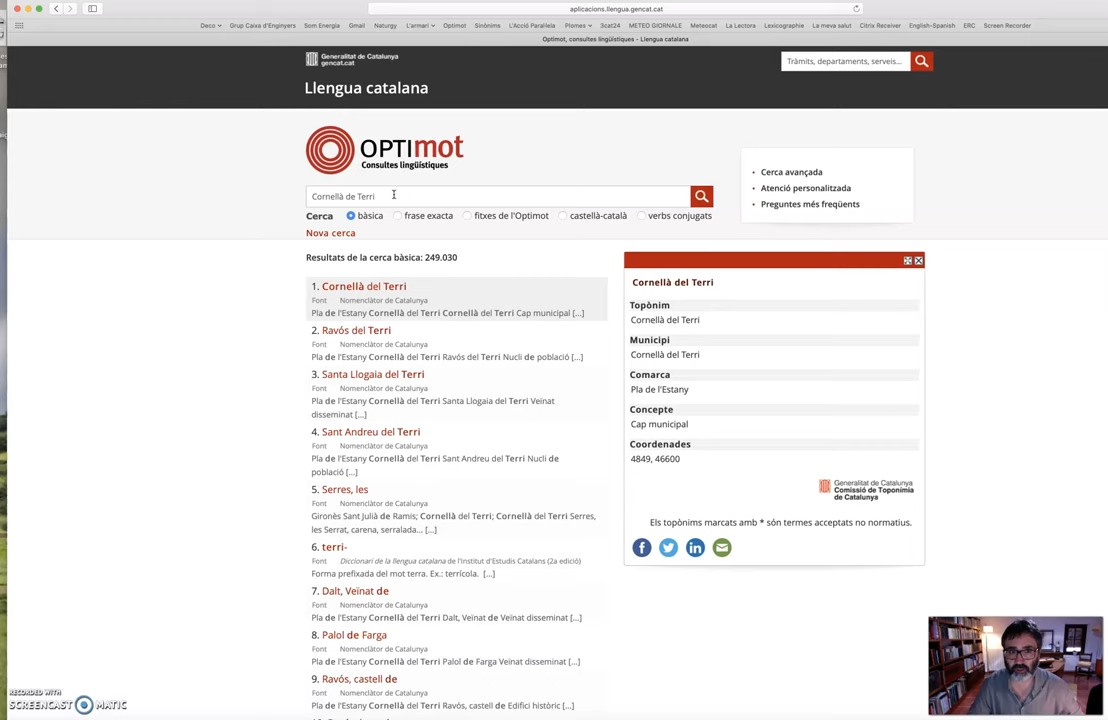 aplicacions.llengua.gencat.cat
Deco Grup Caixa d'Enginyers Som Energia Gmail Naturgy L'armari Optimot Sinònims L'Acció Paral·lela Plomes Scat24 METEO GIORNALE Meteocat La Lectora Lexicographie La meva salut Citrix Receiver English-Spanish ERC Screen Recorder
Optimot, consultes lingüístiques - Llengua catalana
Generalitat de Catalunya
gencat.cat
Tràmits, departaments, serveis...
Llengua catalana
OPTImot
Consultes lingüístiques
Cerca avançada
Atenció personalitzada
Preguntes més freqüents
Cornellà de Terri
Cerca bàsica frase exacta fitxes de l'Optimot castellà-català verbs conjugats
Nova cerca
Resultats de la cerca bàsica: 249.030
1. Cornellà del Terri
Font Nomenclàtor de Catalunya
Pla de l'Estany Cornellà del Terri Cornellà del Terri Cap municipal [...]
2. Ravós del Terri
Font Nomenclàtor de Catalunya
Pla de l'Estany Cornellà del Terri Ravós del Terri Nucli de població [...]
3. Santa Llogaia del Terri
Font Nomenclàtor de Catalunya
Pla de l'Estany Cornellà del Terri Santa Llogaia del Terri Veïnat
disseminat [...]
4. Sant Andreu del Terri
Font Nomenclàtor de Catalunya
Pla de l'Estany Cornellà del Terri Sant Andreu del Terri Nucli de
població [...]
5. Serres, les
Font Nomenclàtor de Catalunya
Gironès Sant Julià de Ramis; Cornellà del Terri; Cornellà del Terri Serres,
les Serrat, carena, serralada... [...]
6. terri-
Font Diccionari de la llengua catalana de l'Institut d'Estudis Catalans (2a edició)
Forma prefixada del mot terra. Ex.: terrícola. [...]
7. Dalt, Veïnat de
Font Nomenclàtor de Catalunya
Pla de l'Estany Cornellà del Terri Dalt, Veïnat de Veïnat disseminat [...]
8. Palol de Farga
Font Nomenclàtor de Catalunya
Pla de l'Estany Cornellà del Terri Palol de Farga Veïnat disseminat [...]
9. Ravós, castell de
Font Nomenclàtor de Catalunya
Pla de l'Estany Cornellà del Terri Ravós, castell de Edifici històric [...]
Cornellà del Terri
Topònim
Cornellà del Terri
Municipi
Cornellà del Terri
Comarca
Pla de l'Estany
Concepte
Cap municipal
Coordenades
4849, 46600
Generalitat de Catalunya
Comissió de Toponímia
de Catalunya
Els topònims marcats amb * són termes acceptats no normatius.
RECORDED WITH
SCREENCAST MATIC